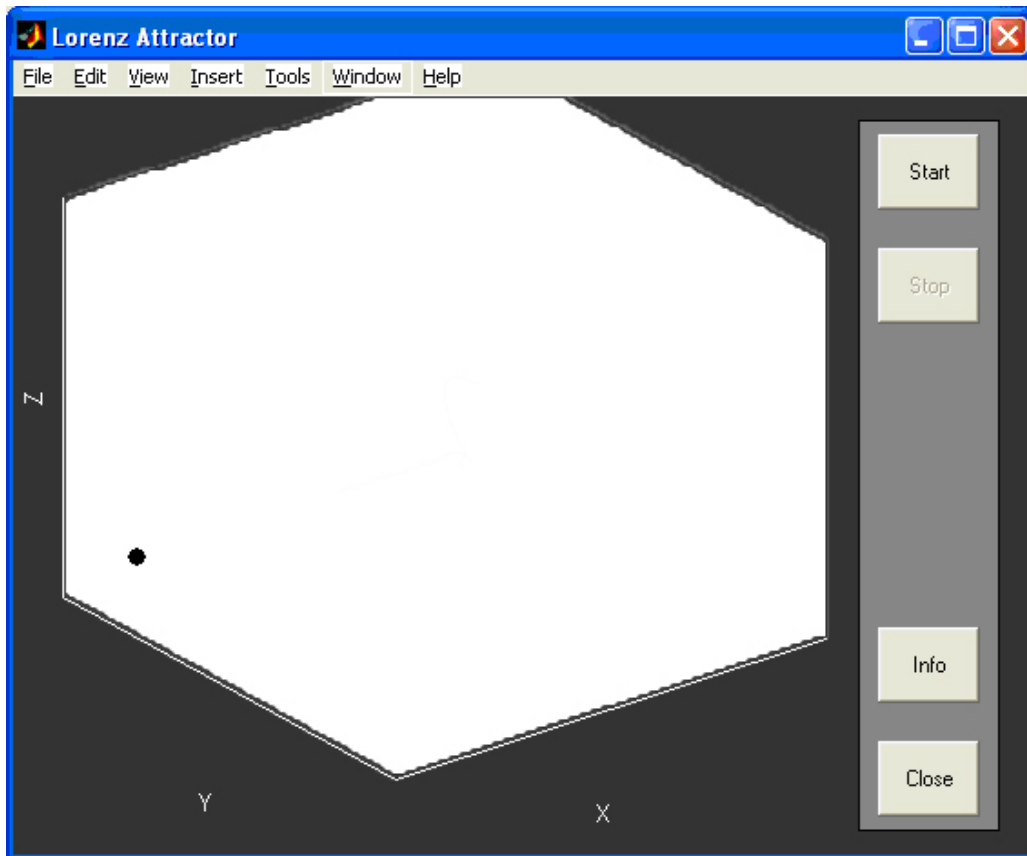 Lorenz Attractor
File Edit View Insert Tools Window Help
Start
Stop
Z
Info
Close
Y
X